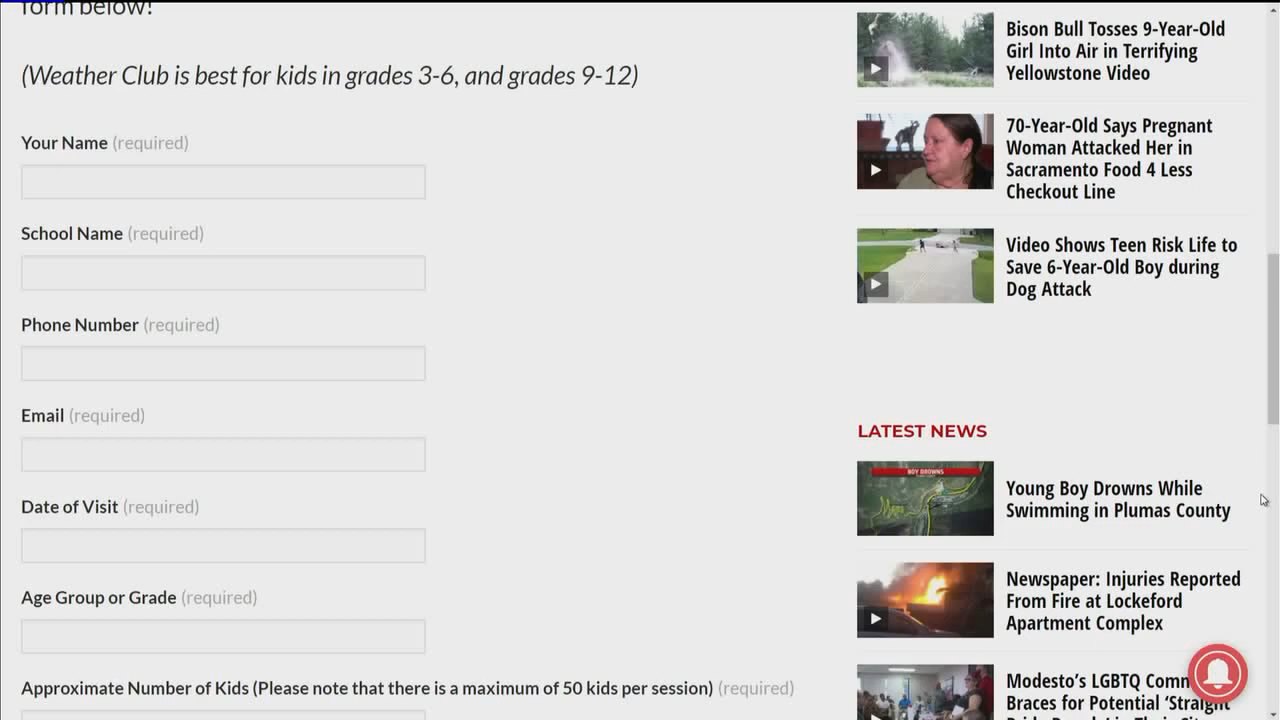 form below!
(Weather Club is best for kids in grades 3-6, and grades 9-12)
Your Name (required)
School Name (required)
Phone Number (required)
Email (required)
Date of Visit (required)
Age Group or Grade (required)
Approximate Number of Kids (Please note that there is a maximum of 50 kids per session) (required)
Bison Bull Tosses 9-Year-Old
Girl Into Air in Terrifying
Yellowstone Video
70-Year-Old Says Pregnant
Woman Attacked Her in
Sacramento Food 4 Less
Checkout Line
Video Shows Teen Risk Life to
Save 6-Year-Old Boy during
Dog Attack
LATEST NEWS
BOY DROWNS
Young Boy Drowns While
Swimming in Plumas County
Newspaper: Injuries Reported
From Fire at Lockeford
Apartment Complex
Modesto's LGBTQ
Braces for Potential 'Straight